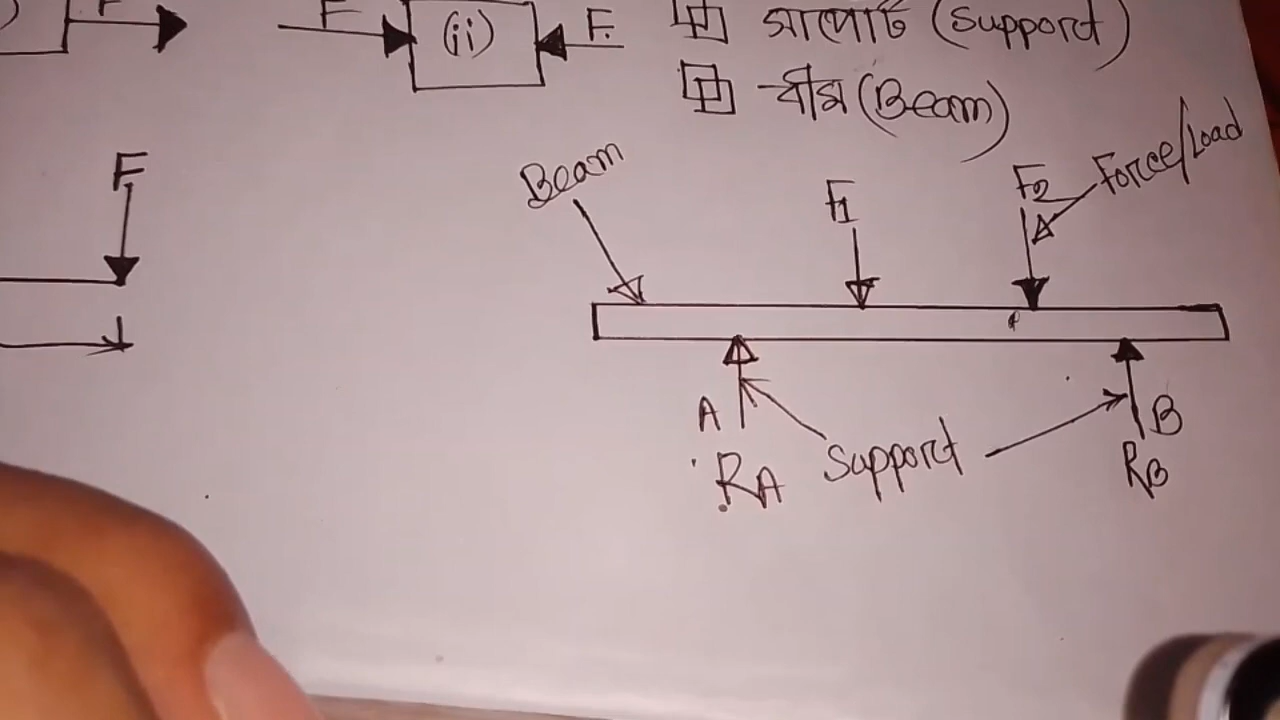 F
F
(ii)
F.
সাপোর্ট (Support)
বীম (Beam)
F
Beam
F1
F2
Force/Load
A
RA
Support
B
RB